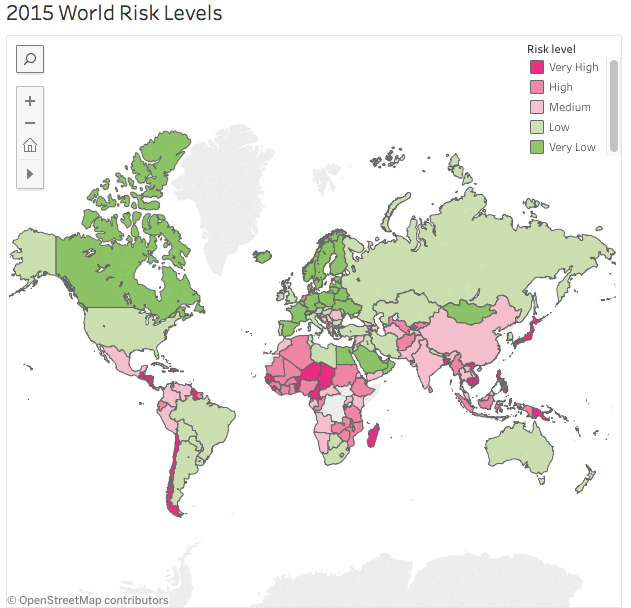 2015 World Risk Levels
Risk level
Very High
High
Medium
Low
Very Low
+
−
© OpenStreetMap contributors